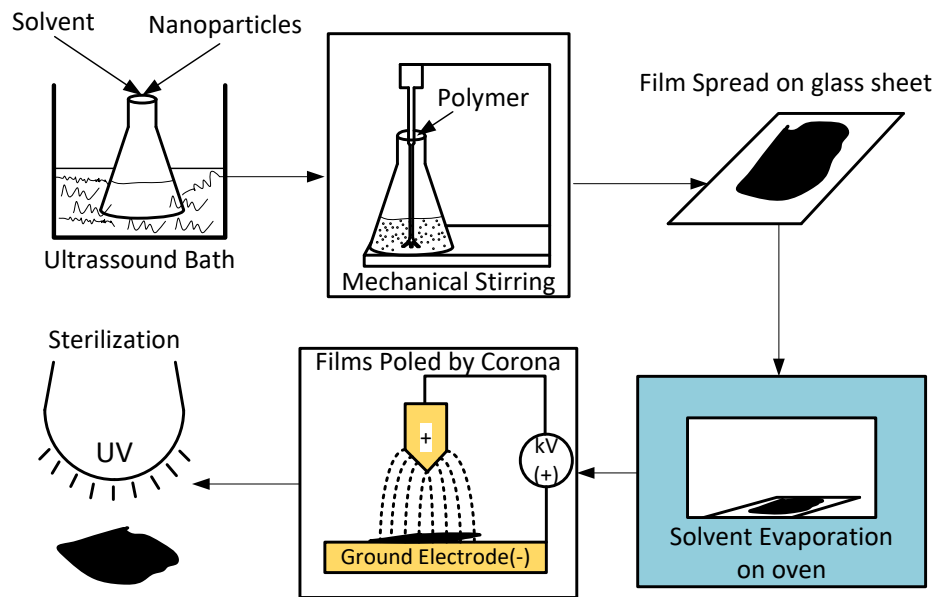 Solvent
Nanoparticles
Ultrassound Bath
Polymer
Mechanical Stirring
Film Spread on glass sheet
Solvent Evaporation
on oven
Films Poled by Corona
+
kV
(+)
Ground Electrode(-)
Sterilization
UV